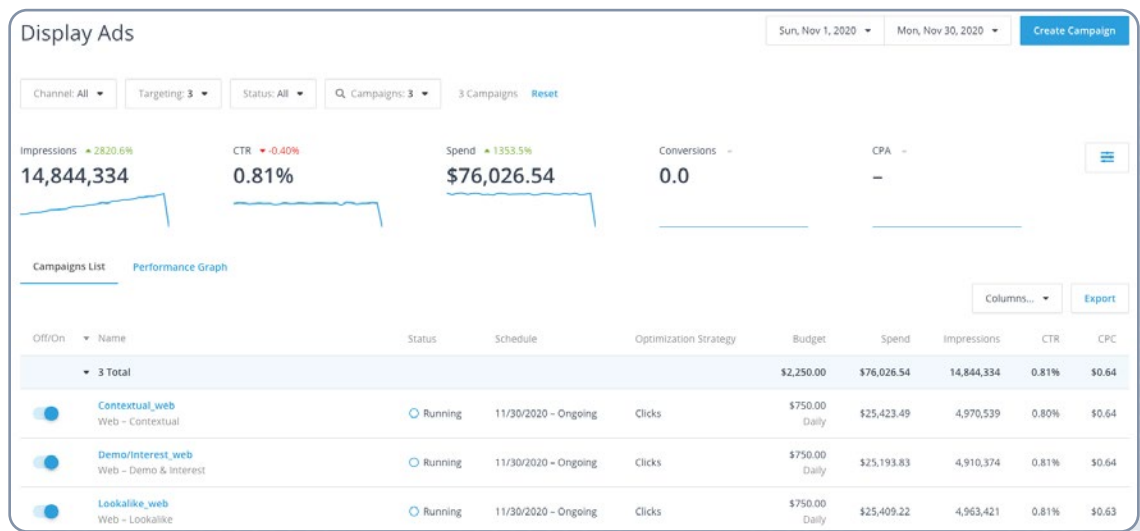 Display Ads
Sun, Nov 1, 2020
Mon, Nov 30, 2020
Create Campaign
Channel: All
Targeting: 3
Status: All
Campaigns: 3
3 Campaigns Reset
Impressions 2820.6%
14,844,334
CTR -0.40%
0.81%
Spend 1353.5%
$76,026.54
Conversions –
0.0
CPA –
–
Campaigns List
Performance Graph
Columns...
Export
Off/On Name Status Schedule Optimization Strategy Budget Spend Impressions CTR CPC
3 Total $2,250.00 $76,026.54 14,844,334 0.81% $0.64
Contextual_web Running 11/30/2020 – Ongoing Clicks $750.00 $25,423.49 4,970,539 0.80% $0.64
Web – Contextual Daily
Demo/Interest_web Running 11/30/2020 – Ongoing Clicks $750.00 $25,193.83 4,910,374 0.81% $0.64
Web – Demo & Interest Daily
Lookalike_web Running 11/30/2020 – Ongoing Clicks $750.00 $25,409.22 4,963,421 0.81% $0.63
Web – Lookalike Daily